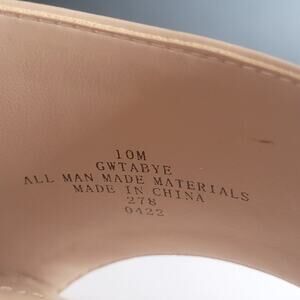 10M
GWTABYE
ALL MAN MADE MATERIALS
MADE IN CHINA
278
0422